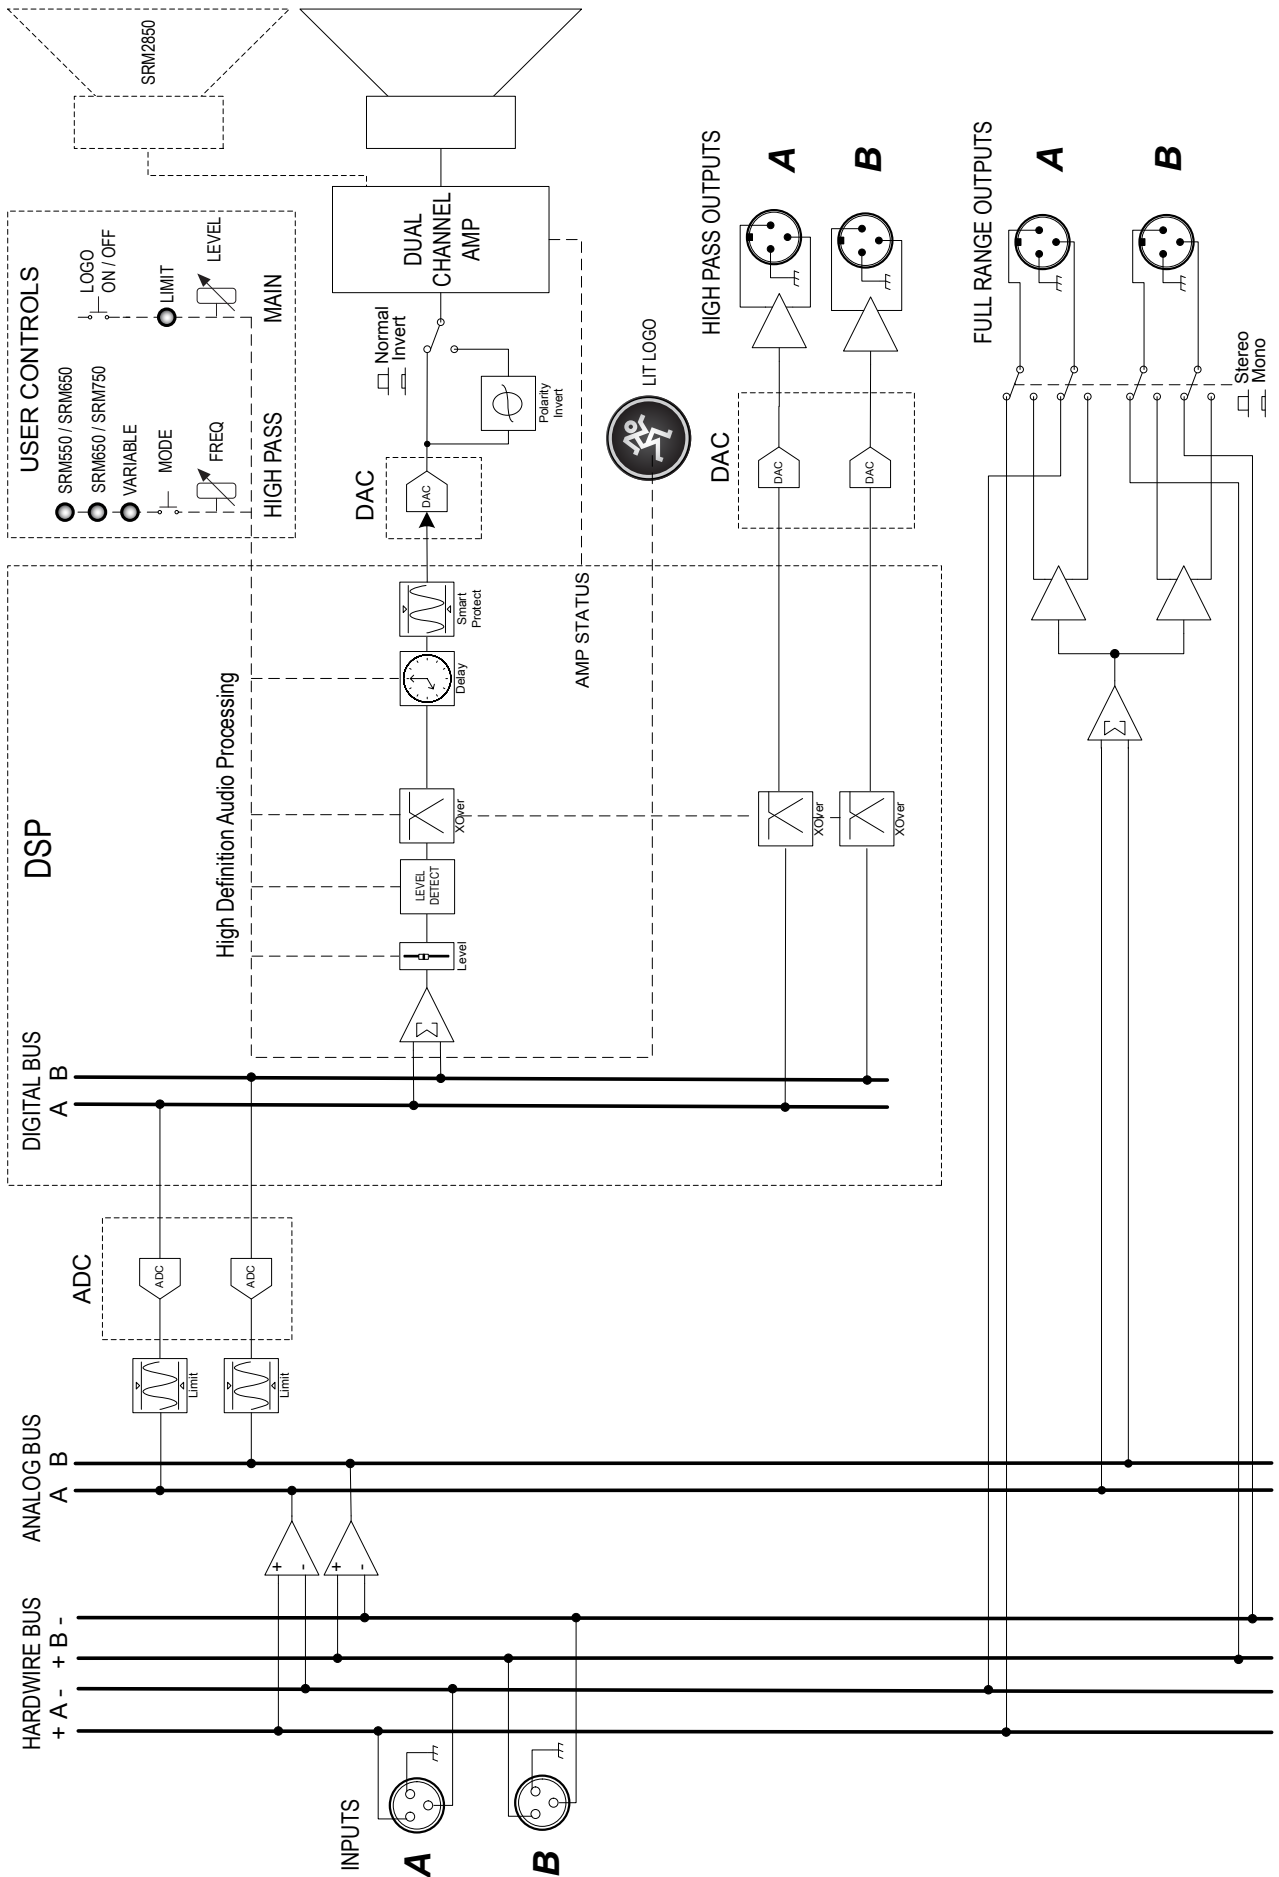 INPUTS
A
B
HARDWIRE BUS
+ A - + B -
+
-
+
-
ANALOG BUS
A B
Limit
Limit
ADC
ADC
ADC
DIGITAL BUS
A B
DSP
High Definition Audio Processing
Σ
Level
LEVEL
DETECT
XOver
Delay
Smart
Protect
XOver
XOver
AMP STATUS
USER CONTROLS
SRM550 / SRM650
SRM650 / SRM750
VARIABLE
MODE
FREQ
HIGH PASS
LOGO
ON / OFF
LIMIT
LEVEL
MAIN
DAC
DAC
Polarity
Invert
Normal
Invert
DUAL
CHANNEL
AMP
SRM2850
LIT LOGO
DAC
DAC
DAC
HIGH PASS OUTPUTS
A
B
Σ
Stereo
Mono
FULL RANGE OUTPUTS
A
B